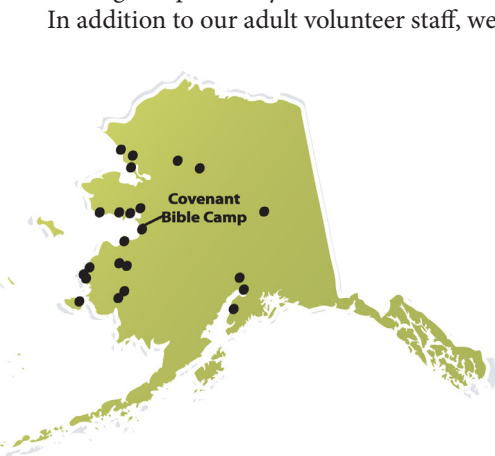 In addition to our adult volunteer staff, we
Covenant
Bible Camp